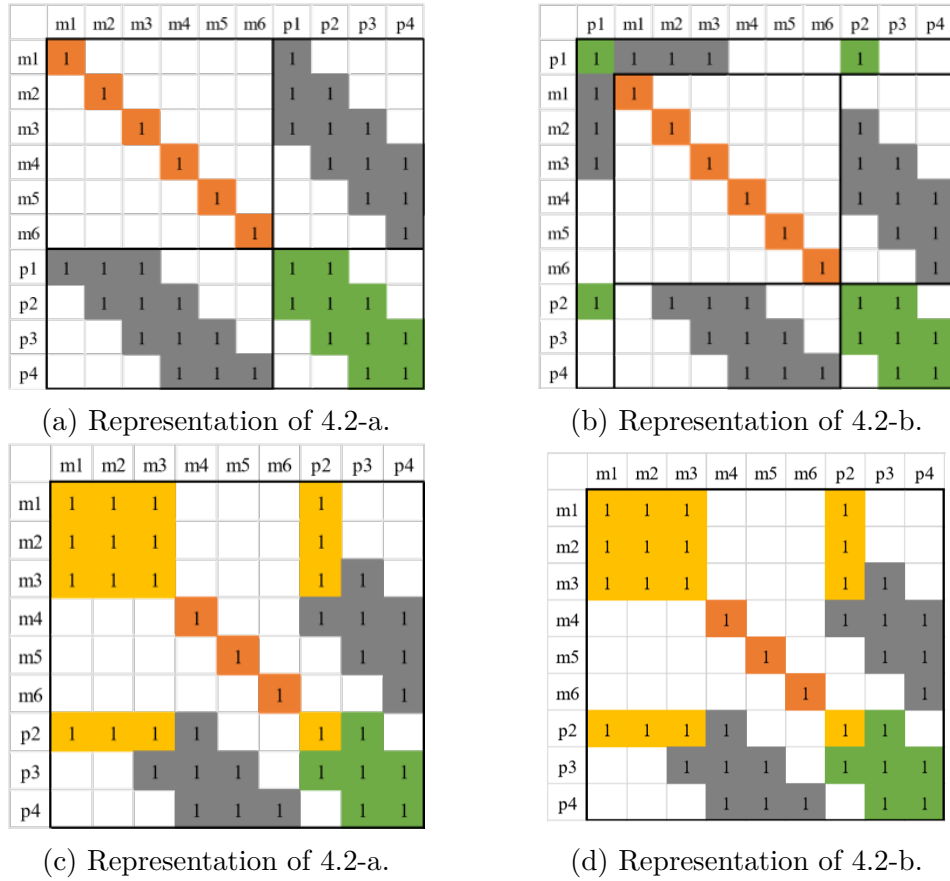 m1 m2 m3 m4 m5 m6 p1 p2 p3 p4
m1 1 1
m2 1 1 1
m3 1 1 1 1
m4 1 1 1 1
m5 1 1 1
m6 1 1
p1 1 1 1 1 1
p2 1 1 1 1 1 1
p3 1 1 1 1 1 1
p4 1 1 1 1 1
(a) Representation of 4.2-a.
p1 m1 m2 m3 m4 m5 m6 p2 p3 p4
p1 1 1 1 1 1
m1 1 1
m2 1 1 1
m3 1 1 1 1
m4 1 1 1 1
m5 1 1 1
m6 1 1
p2 1 1 1 1 1 1
p3 1 1 1 1 1 1
p4 1 1 1 1 1
(b) Representation of 4.2-b.
m1 m2 m3 m4 m5 m6 p2 p3 p4
m1 1 1 1 1
m2 1 1 1 1
m3 1 1 1 1 1
m4 1 1 1 1
m5 1 1 1
m6 1 1
p2 1 1 1 1 1 1
p3 1 1 1 1 1 1
p4 1 1 1 1 1
(c) Representation of 4.2-a.
m1 m2 m3 m4 m5 m6 p2 p3 p4
m1 1 1 1 1
m2 1 1 1 1
m3 1 1 1 1 1
m4 1 1 1 1
m5 1 1 1
m6 1 1
p2 1 1 1 1 1 1
p3 1 1 1 1 1 1
p4 1 1 1 1 1
(d) Representation of 4.2-b.